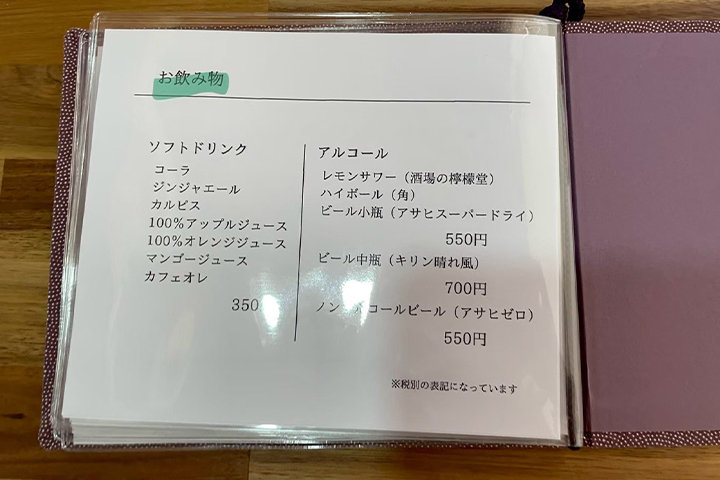 お飲み物
ソフトドリンク
コーラ
ジンジャエール
カルピス
100%アップルジュース
100%オレンジジュース
マンゴージュース
カフェオレ
350
アルコール
レモンサワー（酒場の檸檬堂）
ハイボール（角）
ビール小瓶（アサヒスーパードライ）
550円
ビール中瓶（キリン晴れ風）
700円
ノン コールビール（アサヒゼロ）
550円
※税別の表記になっています